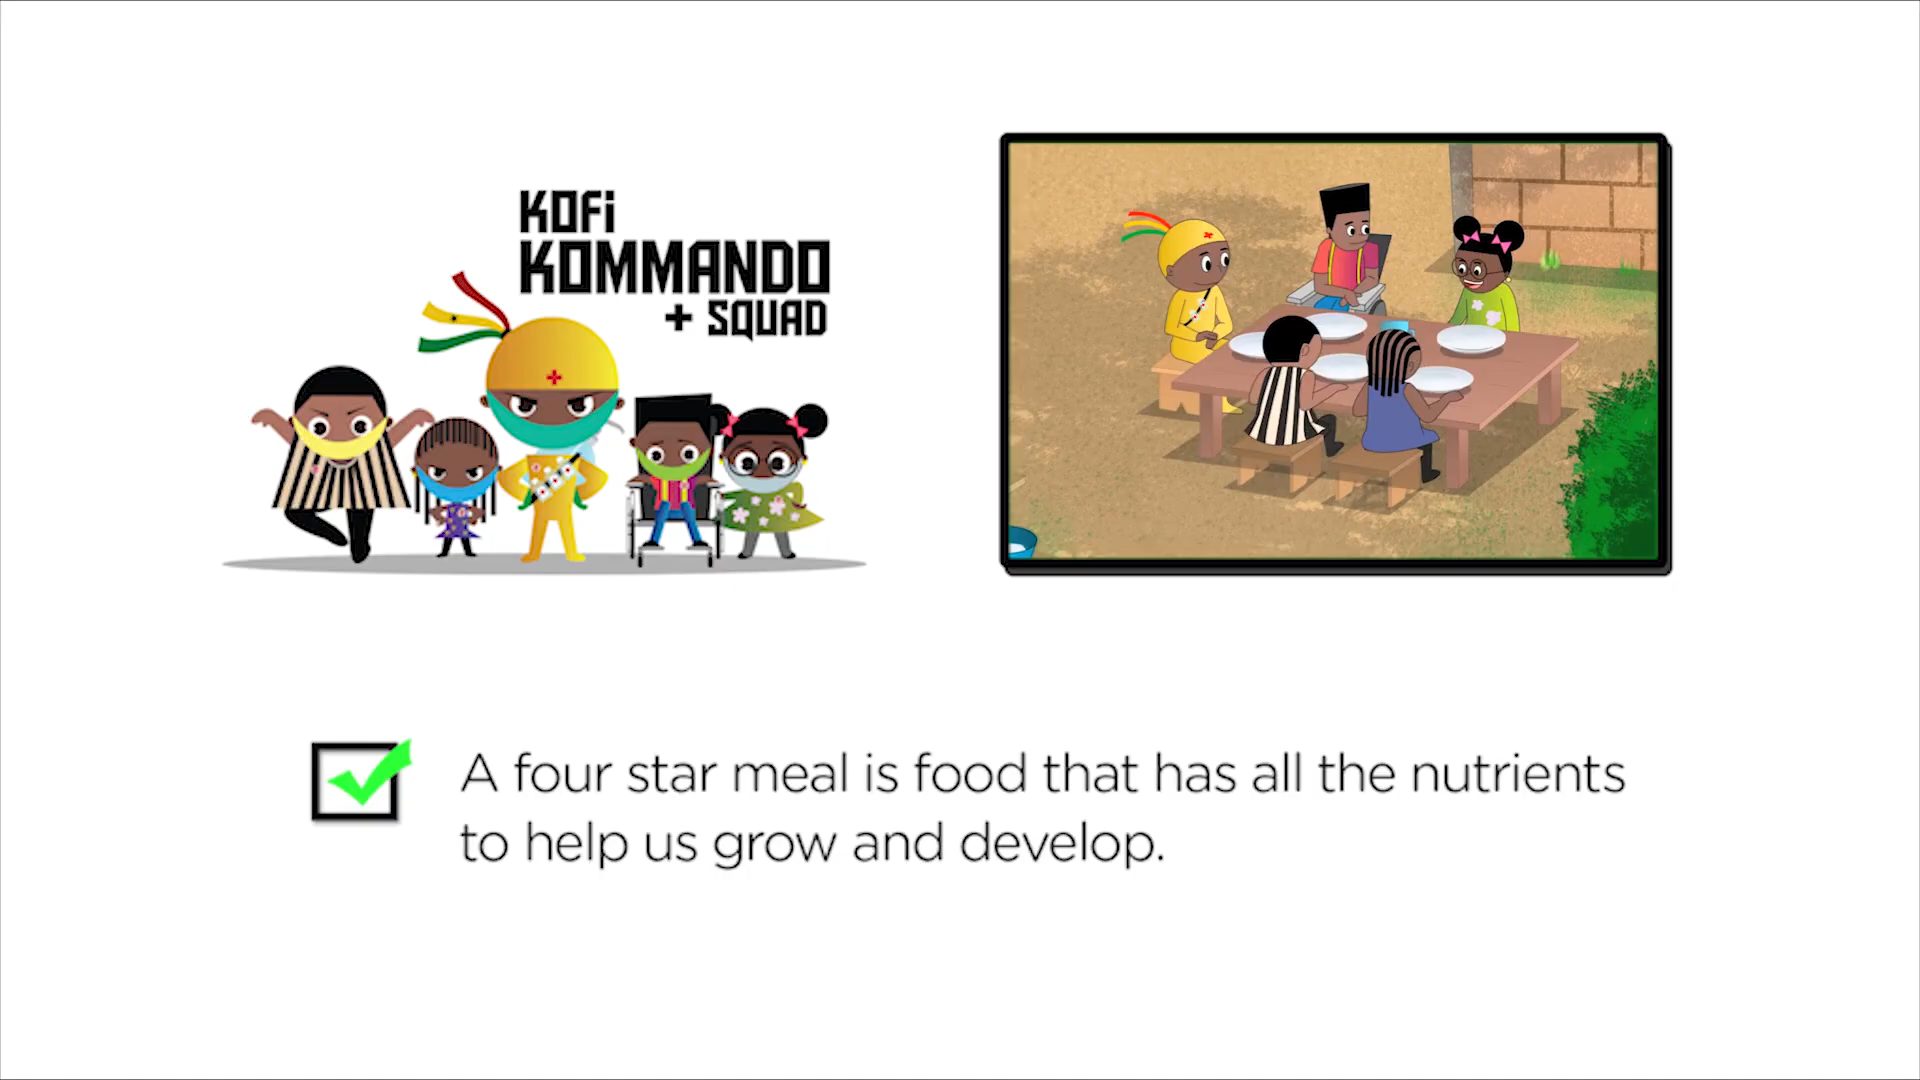 KOFi
KOMMANDO
+ SQUAD
A four star meal is food that has all the nutrients
to help us grow and develop.